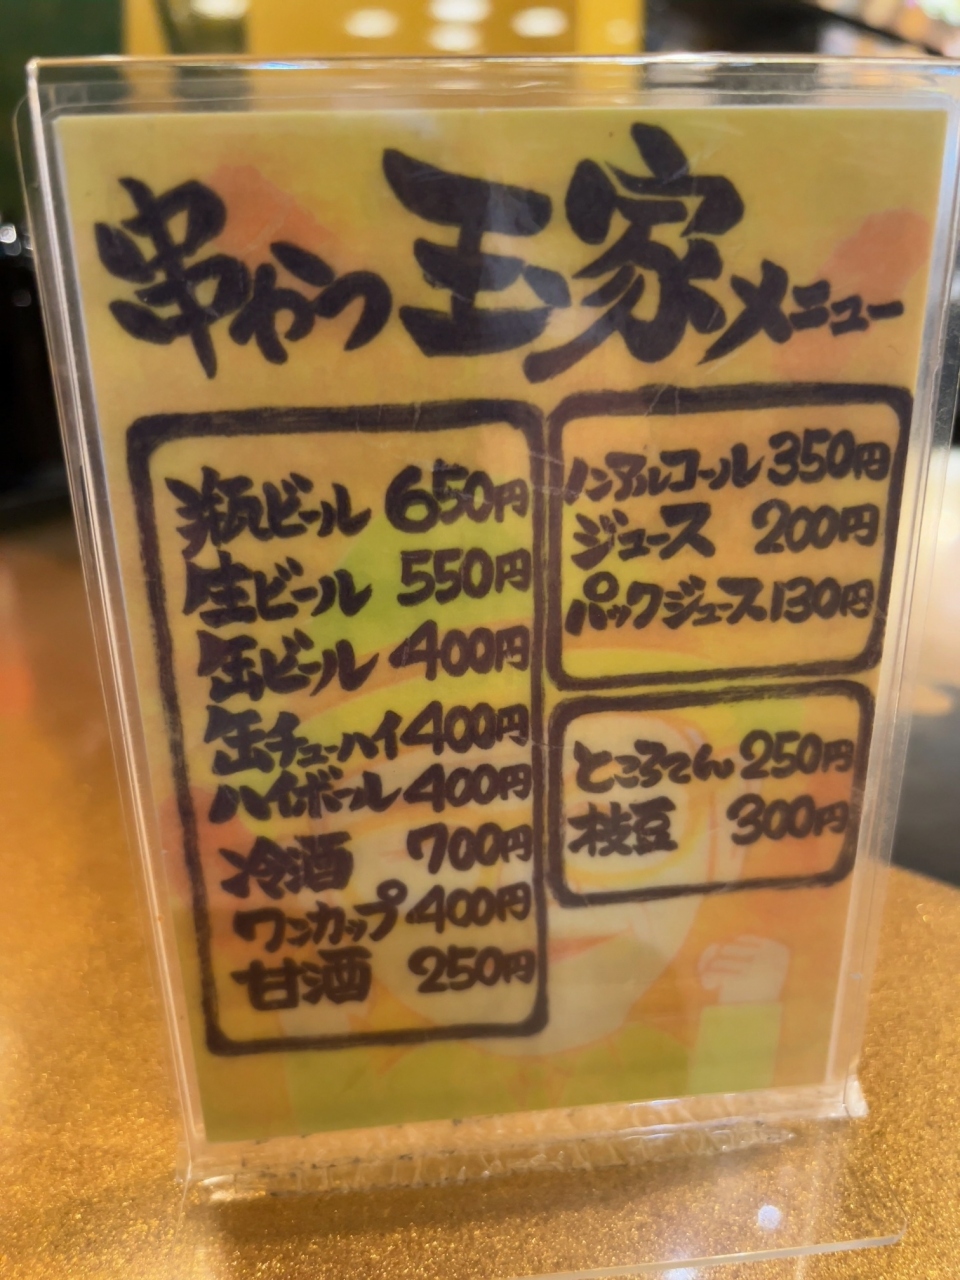 串かつ玉家メニュー
瓶ビール 650円
生ビール 550円
缶ビール 400円
缶チューハイ 400円
ハイボール 400円
冷酒 700円
ワンカップ 400円
甘酒 250円
ノンアルコール 350円
ジュース 200円
パックジュース 130円
ところてん 250円
枝豆 300円